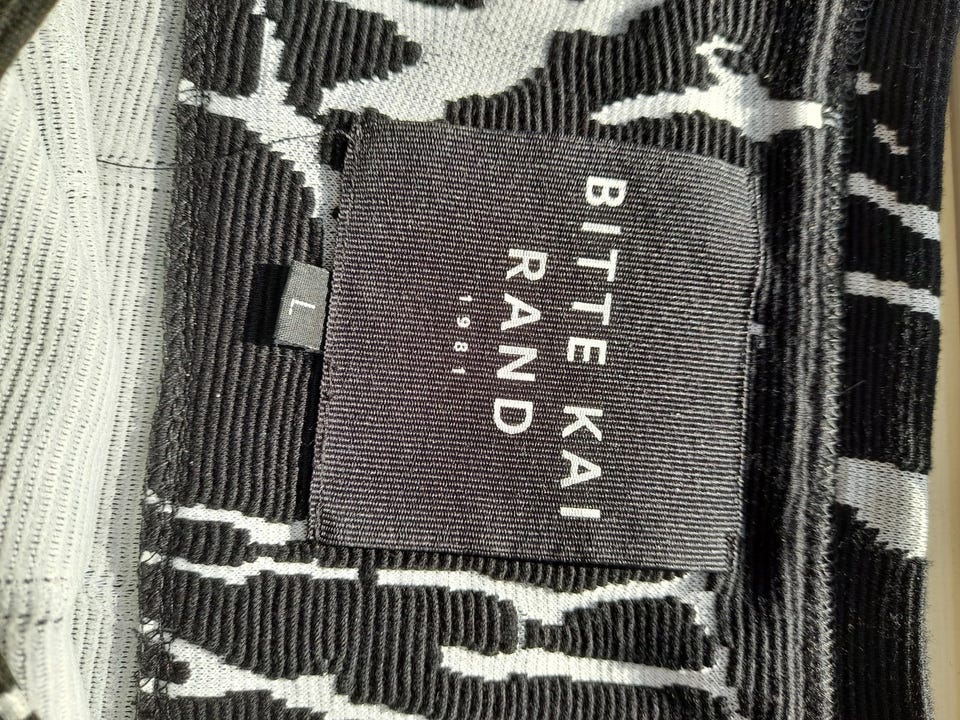 BITTE KAI
RAND
1981
L